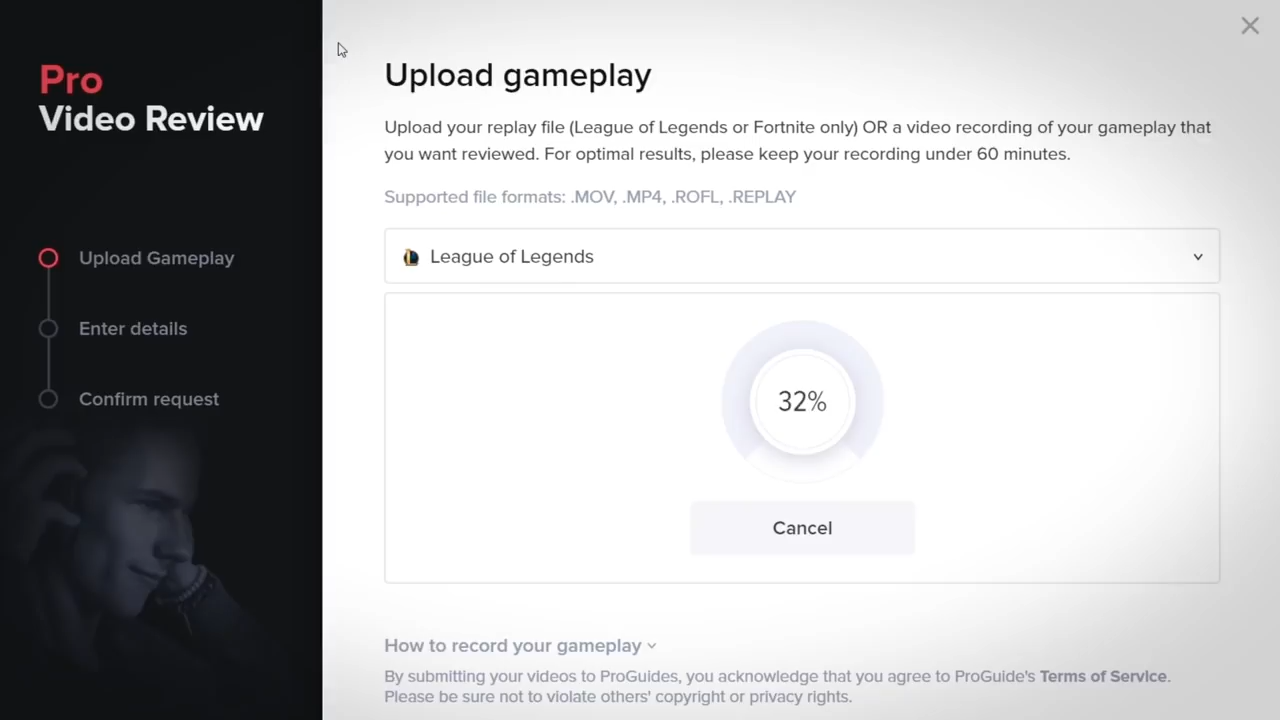 Pro
Video Review
Upload Gameplay
Enter details
Confirm request
Upload gameplay
Upload your replay file (League of Legends or Fortnite only) OR a video recording of your gameplay that
you want reviewed. For optimal results, please keep your recording under 60 minutes.
Supported file formats: .MOV, .MP4, .ROFL, .REPLAY
League of Legends
32%
Cancel
How to record your gameplay
By submitting your videos to ProGuides, you acknowledge that you agree to ProGuide's Terms of Service.
Please be sure not to violate others' copyright or privacy rights.